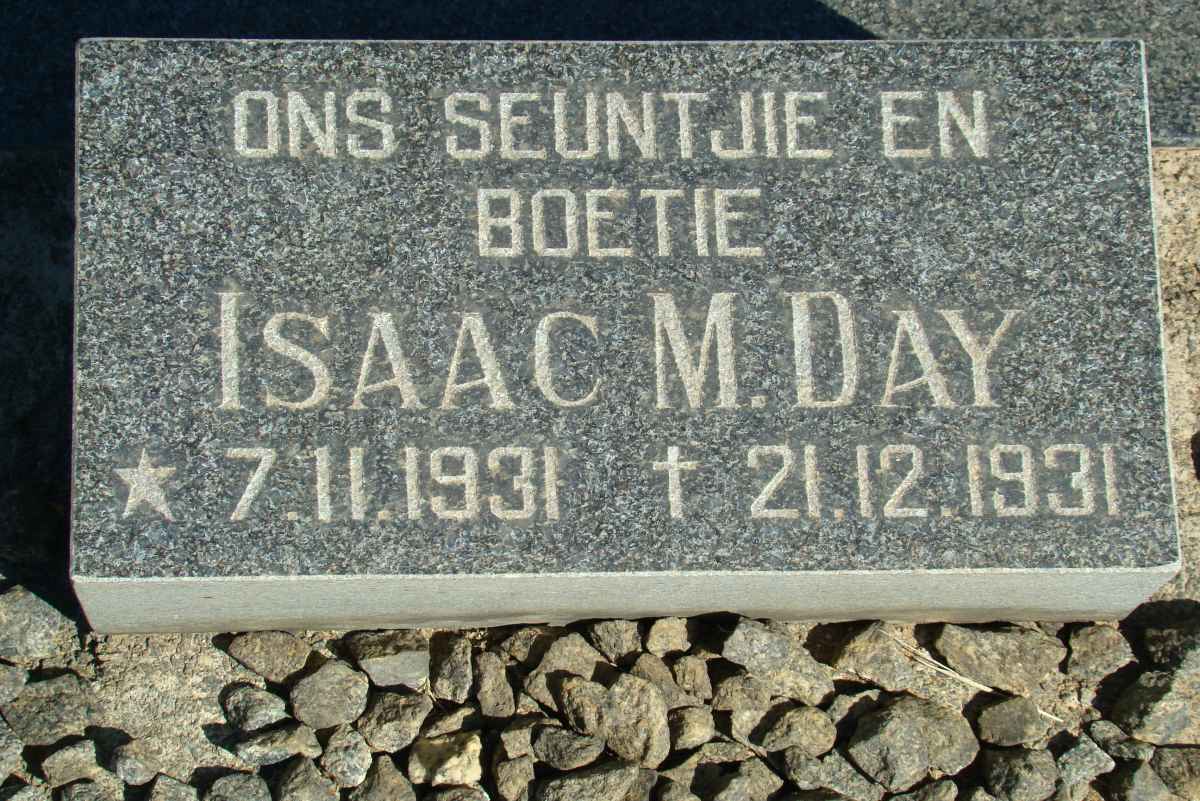 ONS SEUNTJIE EN
BOETIE
ISAAC M. DAY
★ 7.11.1931 ✝ 21.12.1931